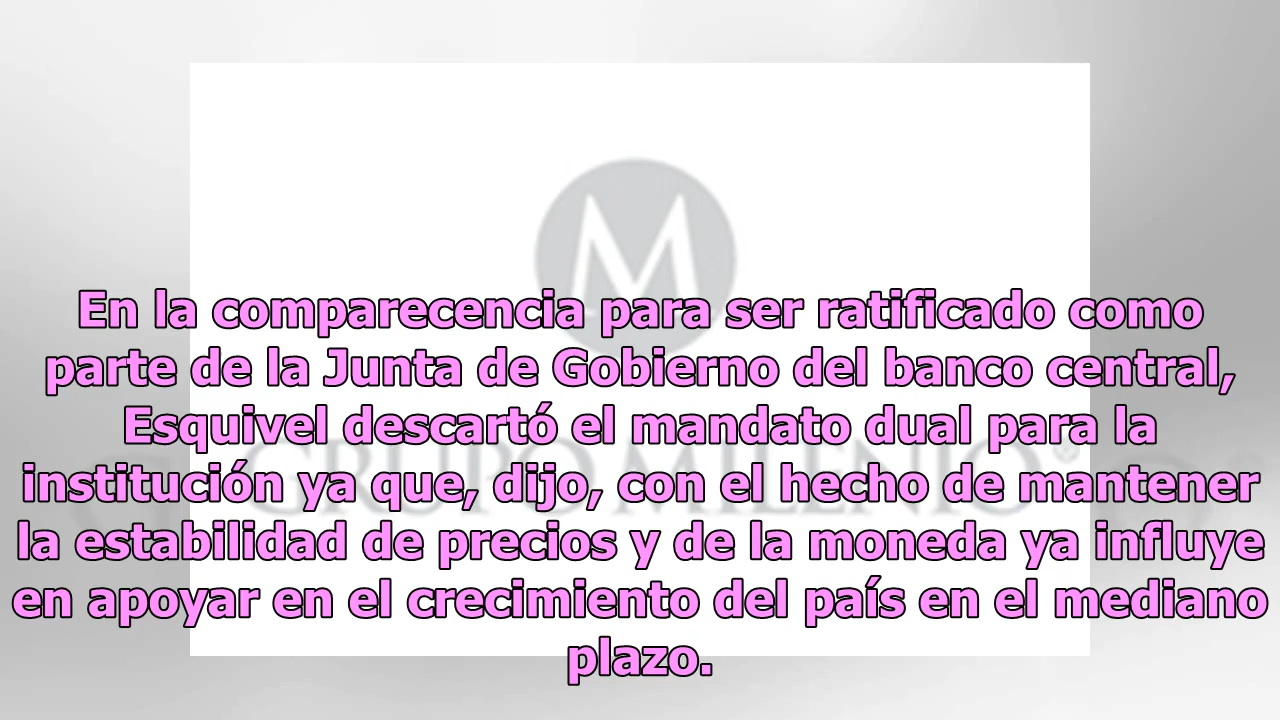 M
En la comparecencia para ser ratificado como
parte de la Junta de Gobierno del banco central,
Esquivel descartó el mandato dual para la
institución ya que, dijo, con el hecho de mantener
la estabilidad de precios y de la moneda ya influye
en apoyar en el crecimiento del país en el mediano
plazo.
GRUPO MILENIO®